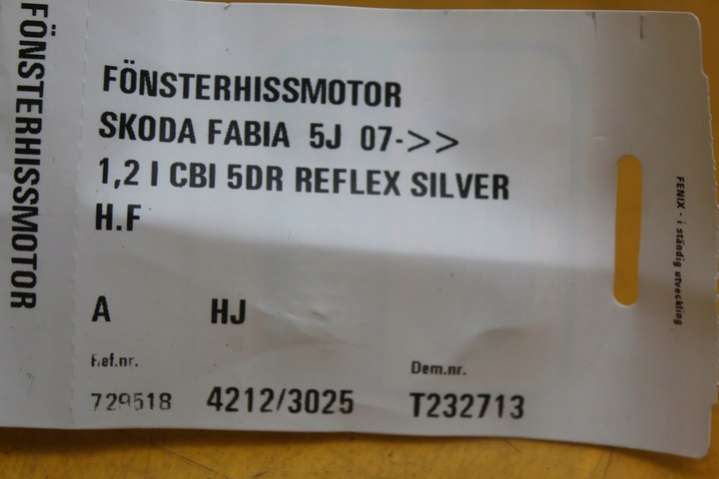 FÖNSTERHISSMOTOR
FÖNSTERHISSMOTOR
SKODA FABIA 5J 07->>
1,2 I CBI 5DR REFLEX SILVER
H.F
A HJ
Ref.nr. Dem.nr.
729518 4212/3025 T232713
FENIX - i ständig utveckling